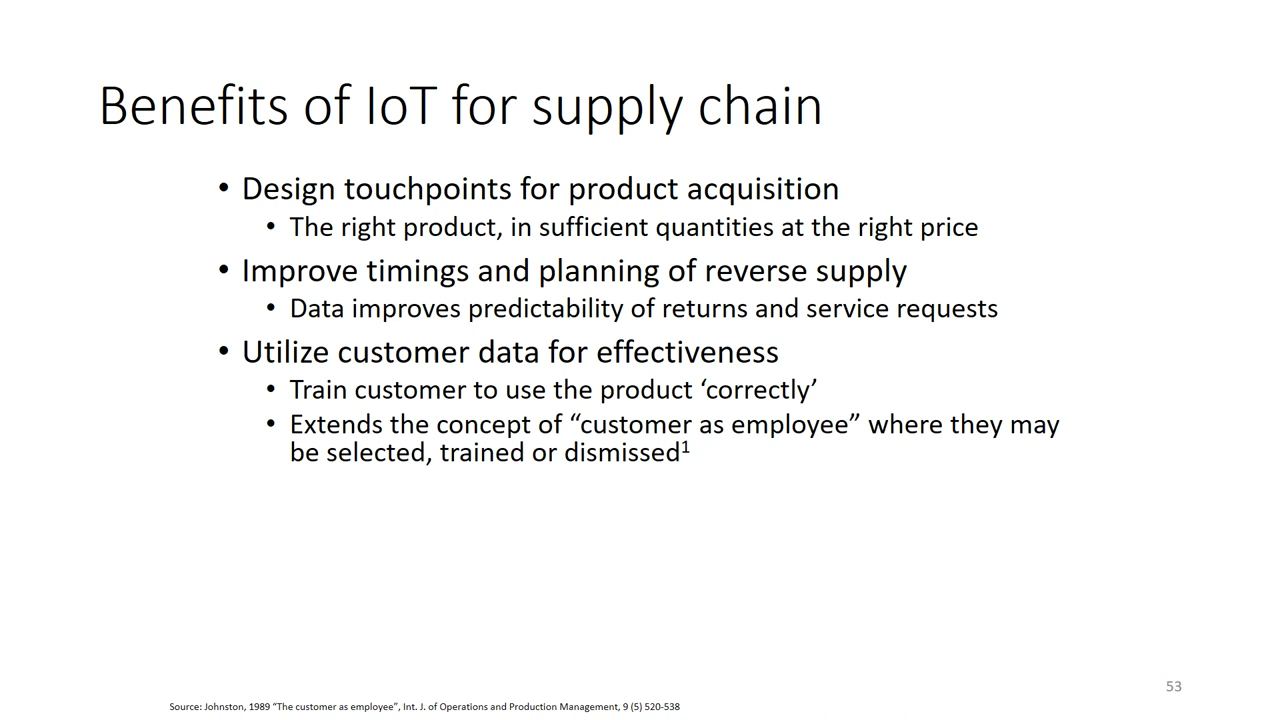 Benefits of IoT for supply chain
• Design touchpoints for product acquisition
• The right product, in sufficient quantities at the right price
• Improve timings and planning of reverse supply
• Data improves predictability of returns and service requests
• Utilize customer data for effectiveness
• Train customer to use the product ‘correctly’
• Extends the concept of “customer as employee” where they may
be selected, trained or dismissed¹
53
Source: Johnston, 1989 “The customer as employee”, Int. J. of Operations and Production Management, 9 (5) 520-538